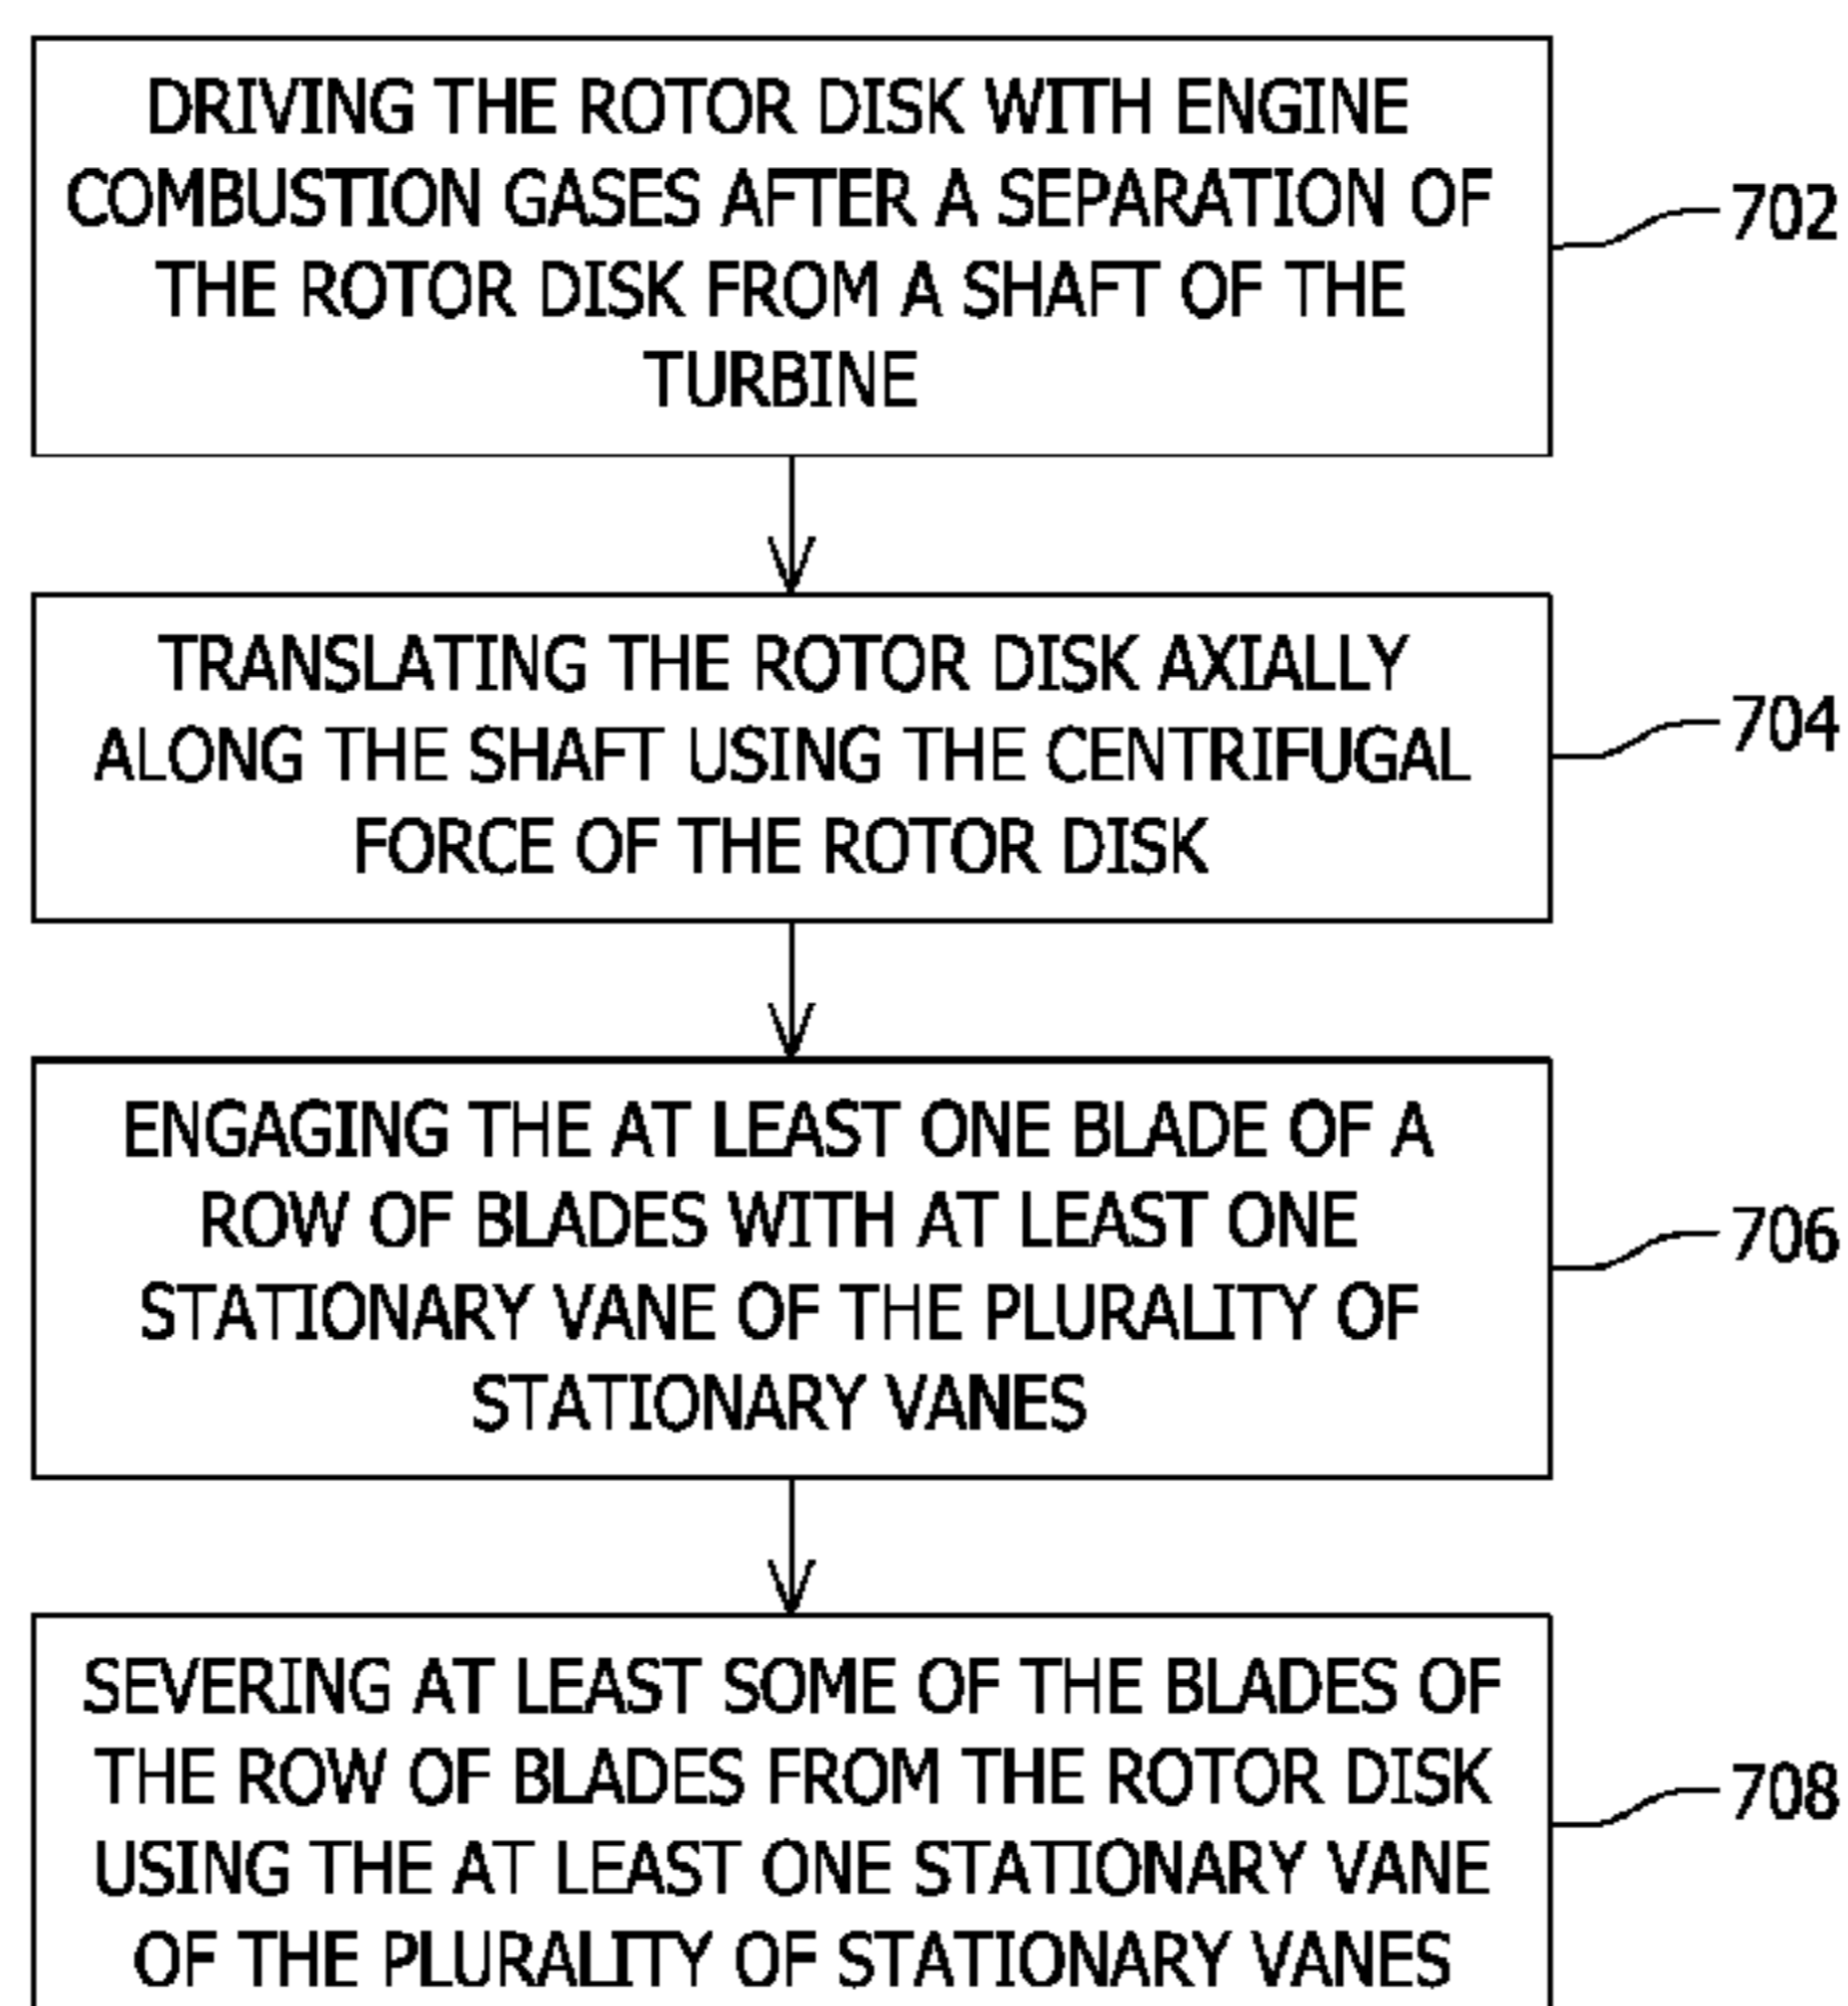 DRIVING THE ROTOR DISK WITH ENGINE
COMBUSTION GASES AFTER A SEPARATION OF
THE ROTOR DISK FROM A SHAFT OF THE
TURBINE
702
TRANSLATING THE ROTOR DISK AXIALLY
ALONG THE SHAFT USING THE CENTRIFUGAL
FORCE OF THE ROTOR DISK
704
ENGAGING THE AT LEAST ONE BLADE OF A
ROW OF BLADES WITH AT LEAST ONE
STATIONARY VANE OF THE PLURALITY OF
STATIONARY VANES
706
SEVERING AT LEAST SOME OF THE BLADES OF
THE ROW OF BLADES FROM THE ROTOR DISK
USING THE AT LEAST ONE STATIONARY VANE
OF THE PLURALITY OF STATIONARY VANES
708